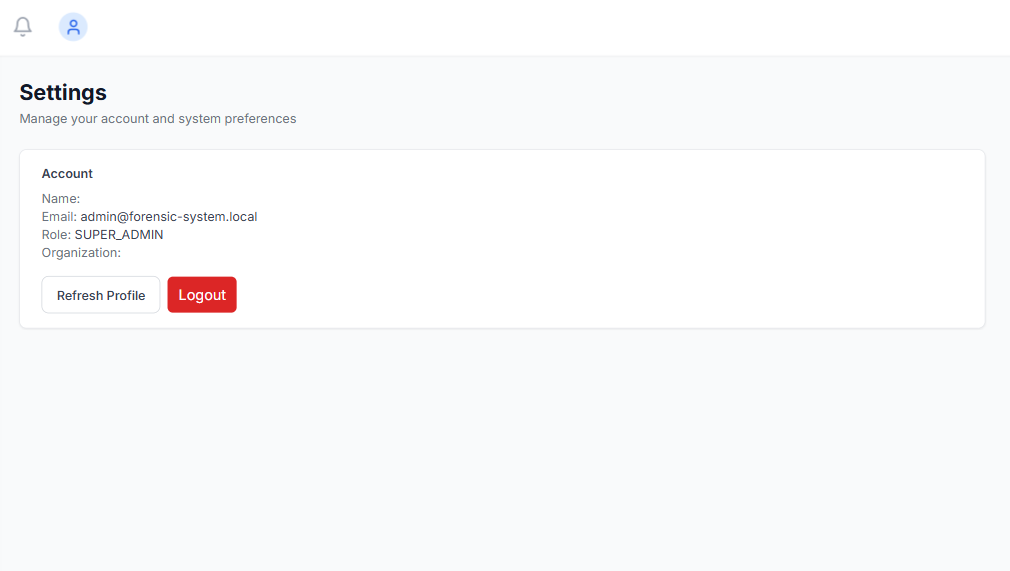 Settings
Manage your account and system preferences
Account
Name:
Email: admin@forensic-system.local
Role: SUPER_ADMIN
Organization:
Refresh Profile
Logout